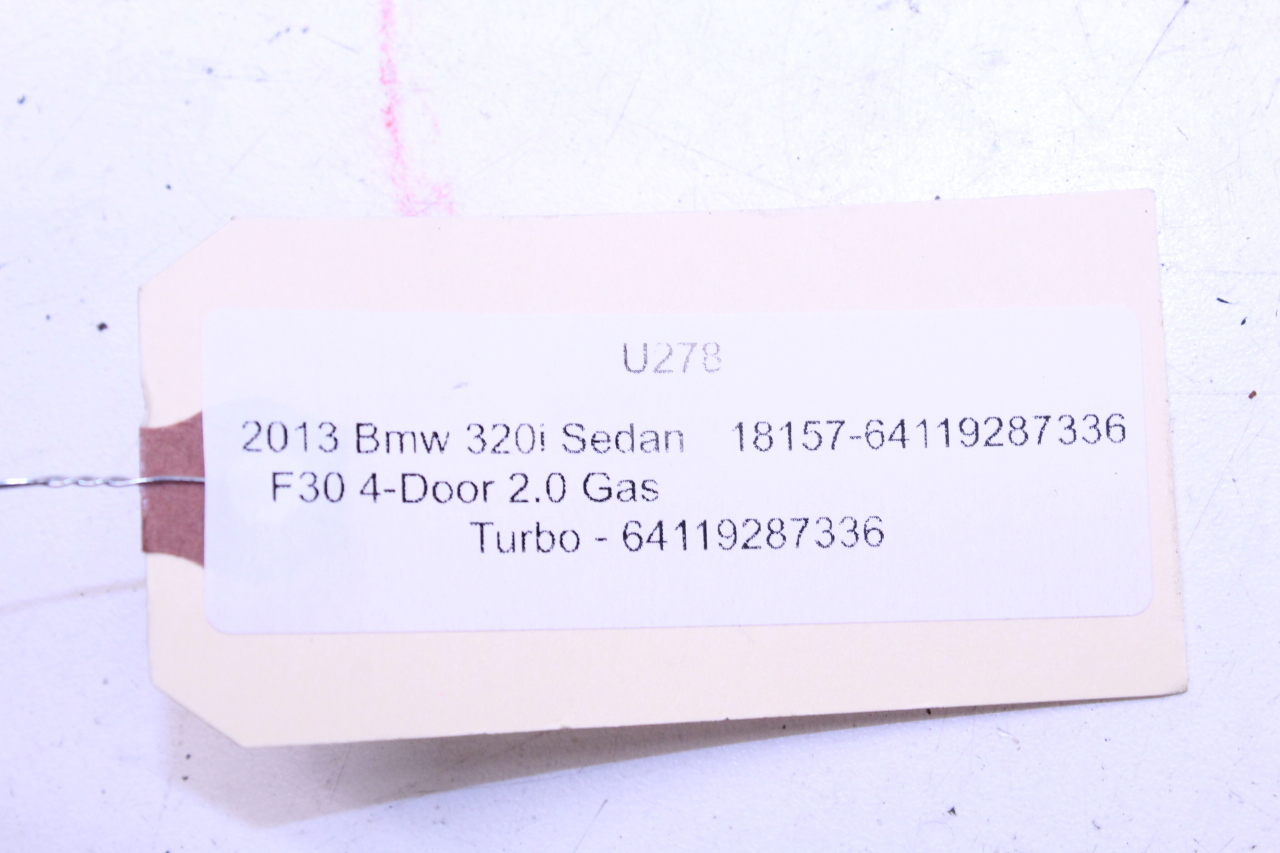 U278
2013 Bmw 320i Sedan 18157-64119287336
F30 4-Door 2.0 Gas
Turbo - 64119287336